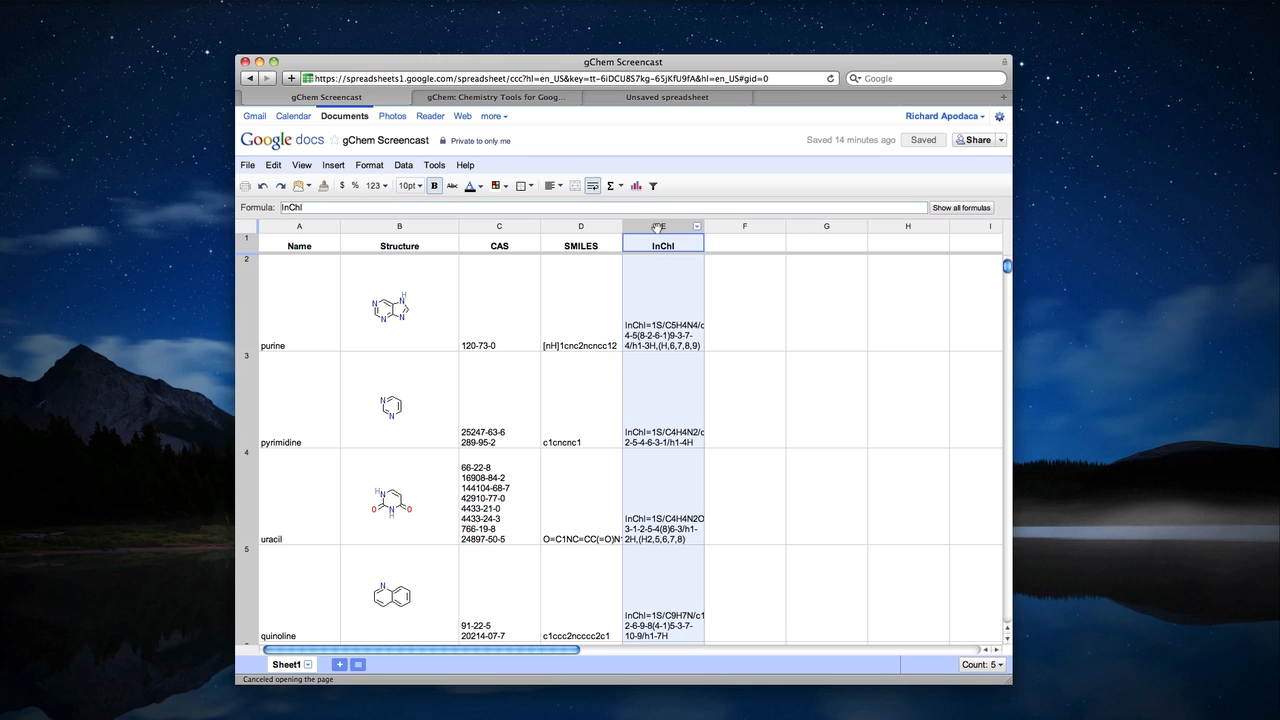 gChem Screencast
https://spreadsheets1.google.com/spreadsheet/ccc?hl=en_US&key=tt-6iDCU8S7kg-65jKfU9fA&hl=en_US#gid=0
Google
gChem Screencast
gChem: Chemistry Tools for Goog...
Unsaved spreadsheet
Gmail Calendar Documents Photos Reader Web more
Richard Apodaca
Google docs
gChem Screencast
Private to only me
Saved 14 minutes ago
Saved
Share
File Edit View Insert Format Data Tools Help
$ % 123 10pt B Abc A Σ
Formula: InChI
Show all formulas
A B C D E F G H I
1 Name Structure CAS SMILES InChI
2
H
N N
N N
InChI=1S/C5H4N4/c
4-5(8-2-6-1)9-3-7-
purine 120-73-0 [nH]1cnc2ncncc12 4/h1-3H,(H,6,7,8,9)
3
N
N
25247-63-6 InChI=1S/C4H4N2/c
pyrimidine 289-95-2 c1cncnc1 2-5-4-6-3-1/h1-4H
4
66-22-8
16908-84-2
144104-68-7
H N
42910-77-0
O N O
H
4433-21-0
4433-24-3 InChI=1S/C4H4N2O
766-19-8 3-1-2-5-4(8)6-3/h1-
uracil 24897-50-5 O=C1NC=CC(=O)N 2H,(H2,5,6,7,8)
5
N
InChI=1S/C9H7N/c1
91-22-5 2-6-9-8(4-1)5-3-7-
quinoline 20214-07-7 c1ccc2ncccc2c1 10-9/h1-7H
Sheet1
Count: 5
Canceled opening the page